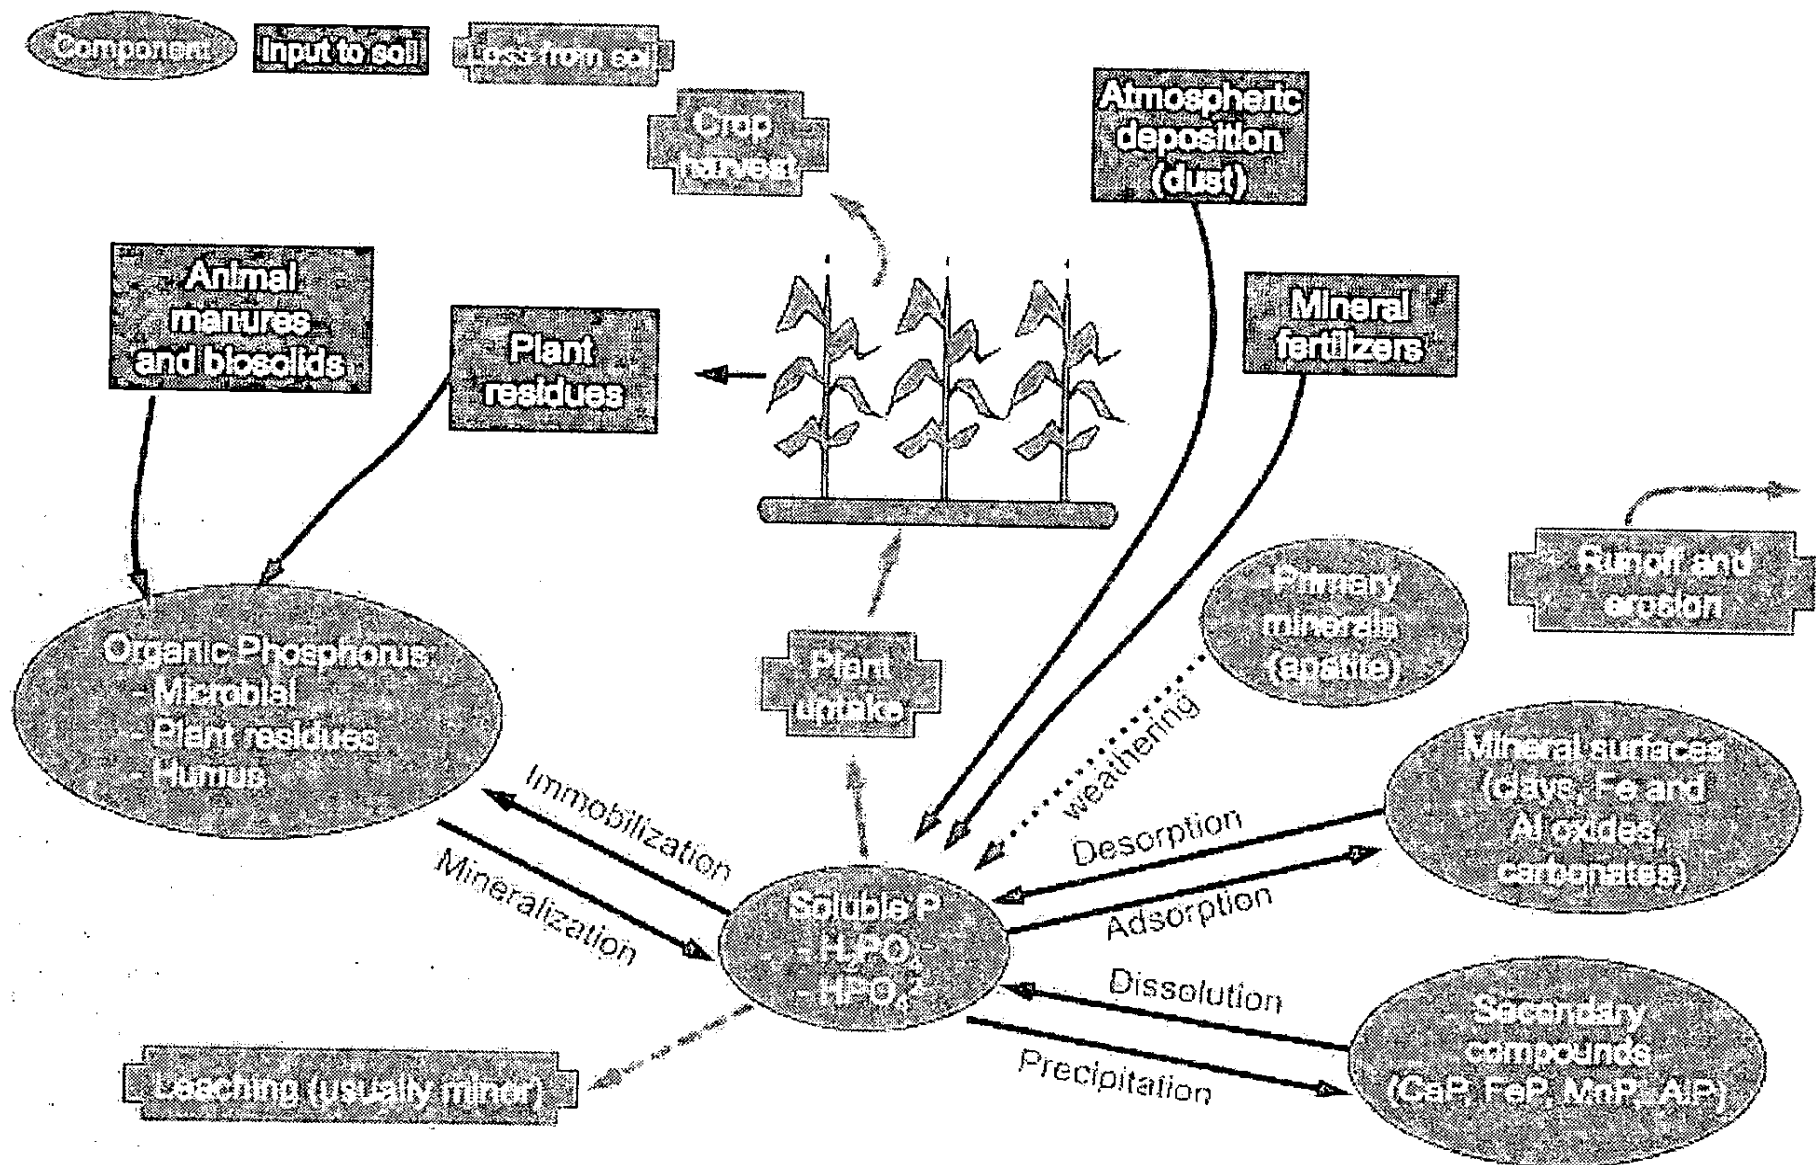 Component
Input to soil
Loss from soil
Crop
harvest
Atmospheric
deposition
(dust)
Animal
manures
and biosolids
Plant
residues
Mineral
fertilizers
Runoff and
erosion
Primary
minerals
(apatite)
Organic Phosphorus:
- Microbial
- Plant residues
- Humus
Plant
uptake
weathering
Mineral surfaces
(clays, Fe and
Al oxides,
carbonates)
Immobilization
Mineralization
Desorption
Adsorption
Soluble P
- H₂PO₄⁻
- HPO₄²⁻
Dissolution
Precipitation
Secondary
compounds
(CaP, FeP, MnP, AlP)
Leaching (usually minor)